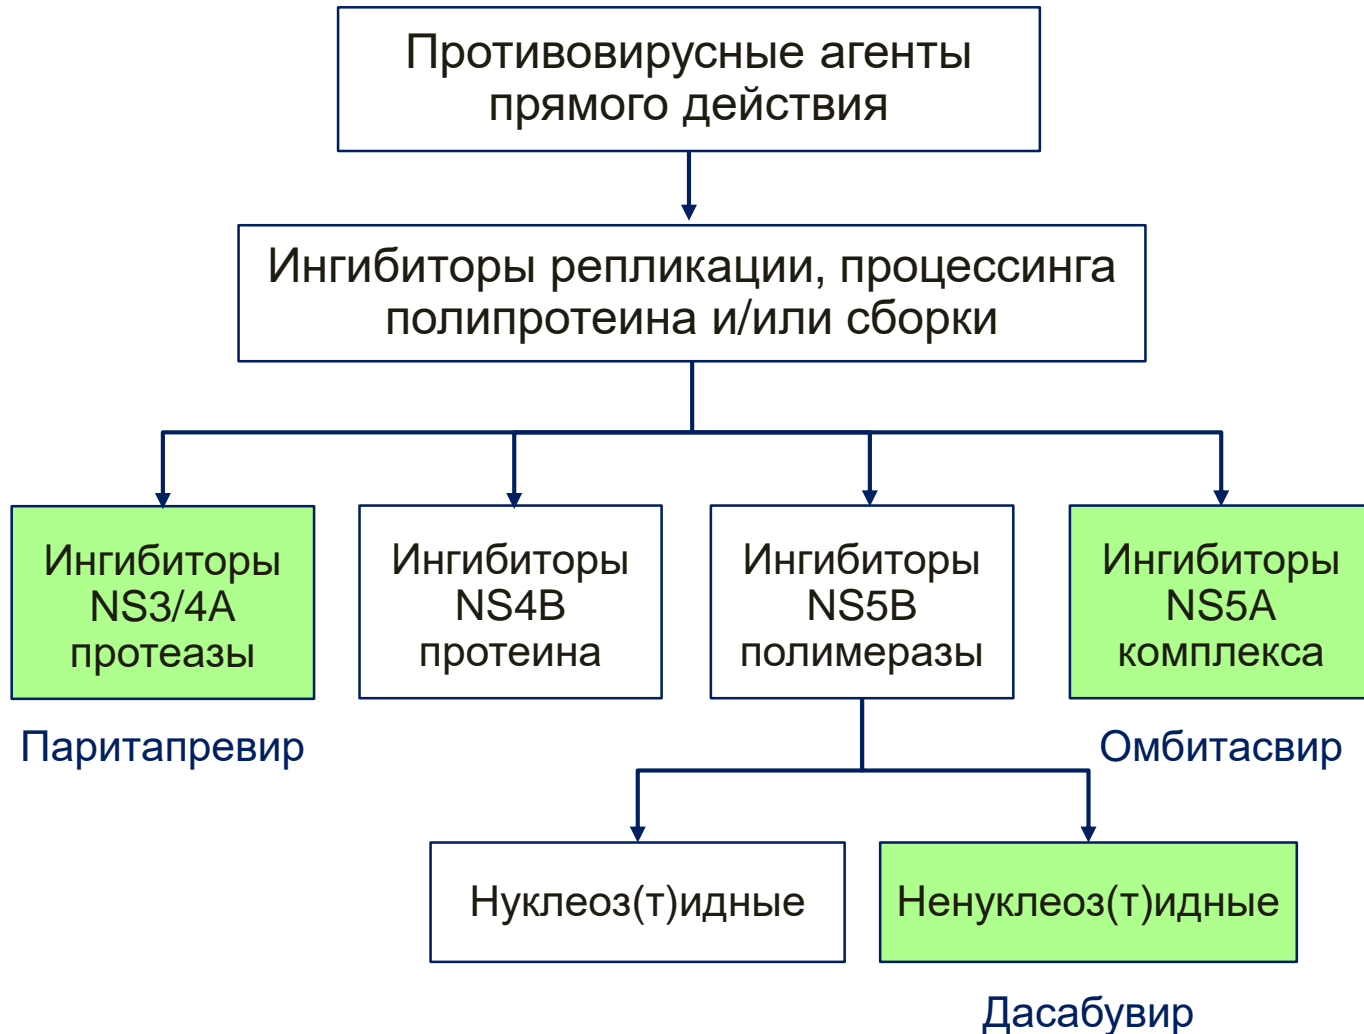 Противовирусные агенты
прямого действия
Ингибиторы репликации, процессинга
полипротеина и/или сборки
Ингибиторы
NS3/4A
протеазы
Ингибиторы
NS4B
протеина
Ингибиторы
NS5B
полимеразы
Ингибиторы
NS5A
комплекса
Паритапревир
Омбитасвир
Нуклеоз(т)идные
Ненуклеоз(т)идные
Дасабувир